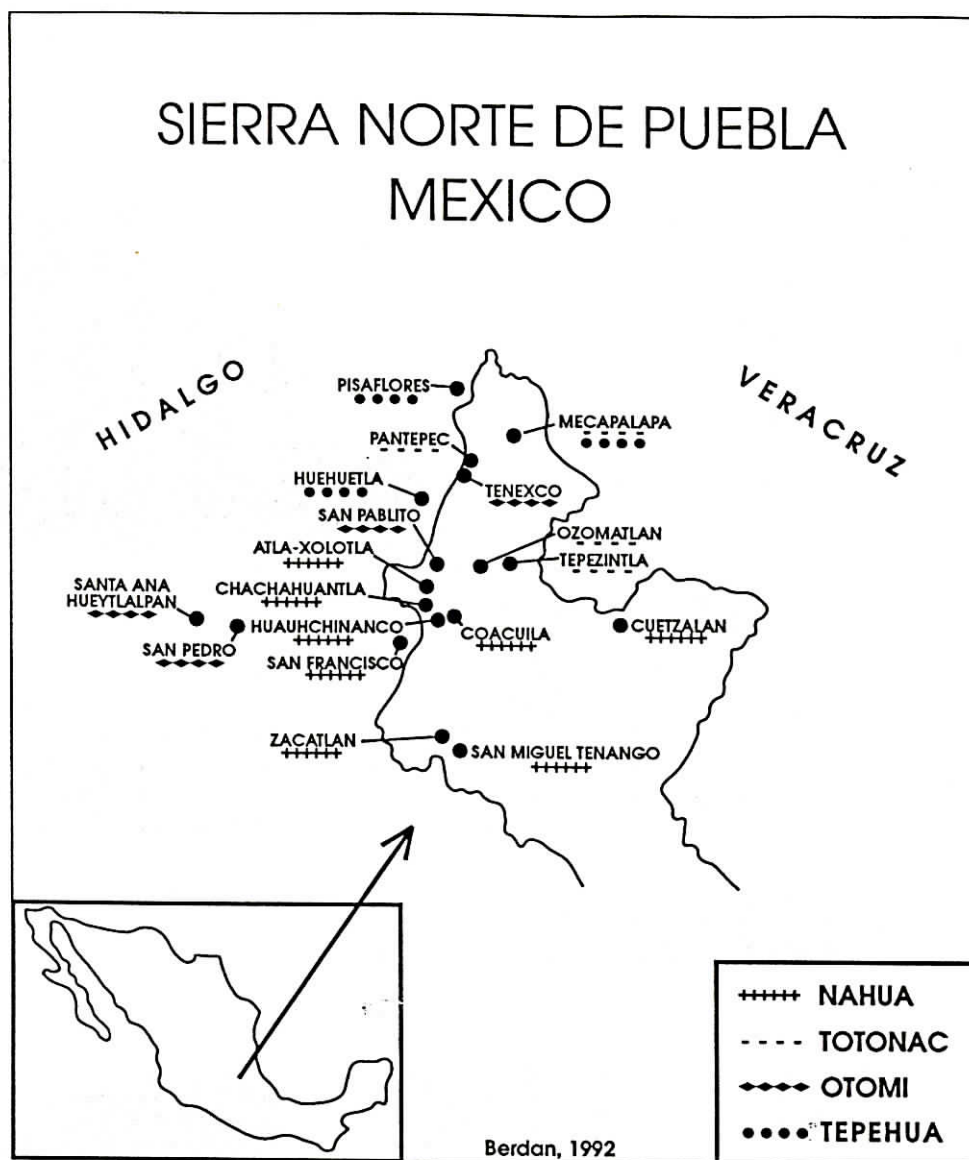 SIERRA NORTE DE PUEBLA
MEXICO
HIDALGO
VERACRUZ
PISAFLORES
MECAPALAPA
PANTEPEC
HUEHUETLA
TENEXCO
SAN PABLITO
OZOMATLAN
ATLA-XOLOTLA
TEPEZINTLA
SANTA ANA
HUEYTLALPAN
CHACHAHUANTLA
HUAUHCHINANCO
COACUILA
CUETZALAN
SAN PEDRO
SAN FRANCISCO
ZACATLAN
SAN MIGUEL TENANGO
NAHUA
TOTONAC
OTOMI
TEPEHUA
Berdan, 1992